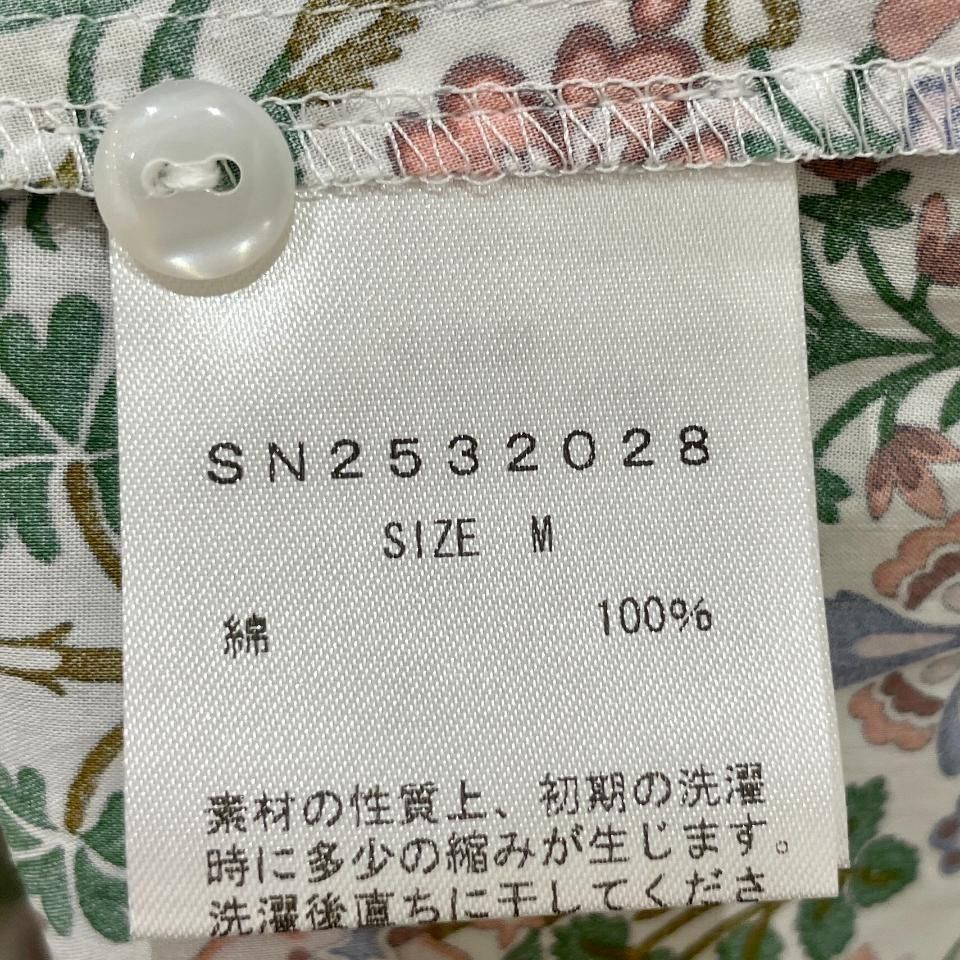 SN2532028
SIZE M
綿 100%
素材の性質上、初期の洗濯
時に多少の縮みが生じます。
洗濯後直ちに干してくださ